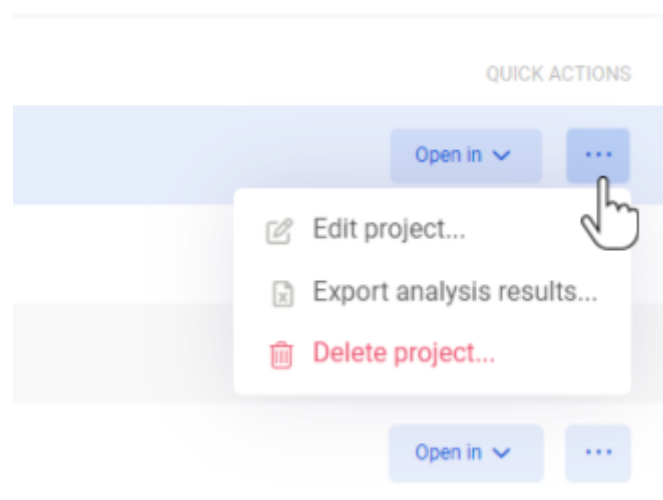 QUICK ACTIONS
Open in
...
Edit project...
Export analysis results...
Delete project...
Open in
...